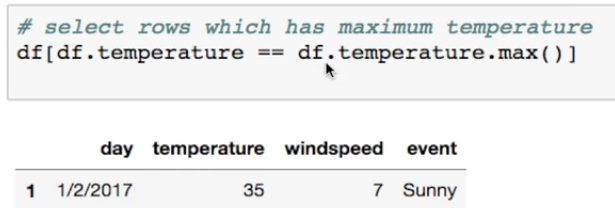 # select rows which has maximum temperature
df[df.temperature == df.temperature.max()]
day temperature windspeed event
1 1/2/2017 35 7 Sunny